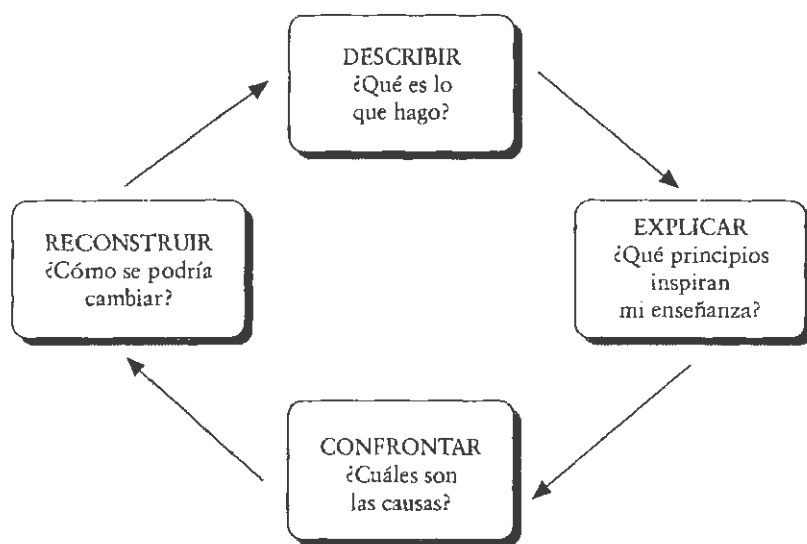 DESCRIBIR
¿Qué es lo
que hago?
EXPLICAR
¿Qué principios
inspiran
mi enseñanza?
CONFRONTAR
¿Cuáles son
las causas?
RECONSTRUIR
¿Cómo se podría
cambiar?